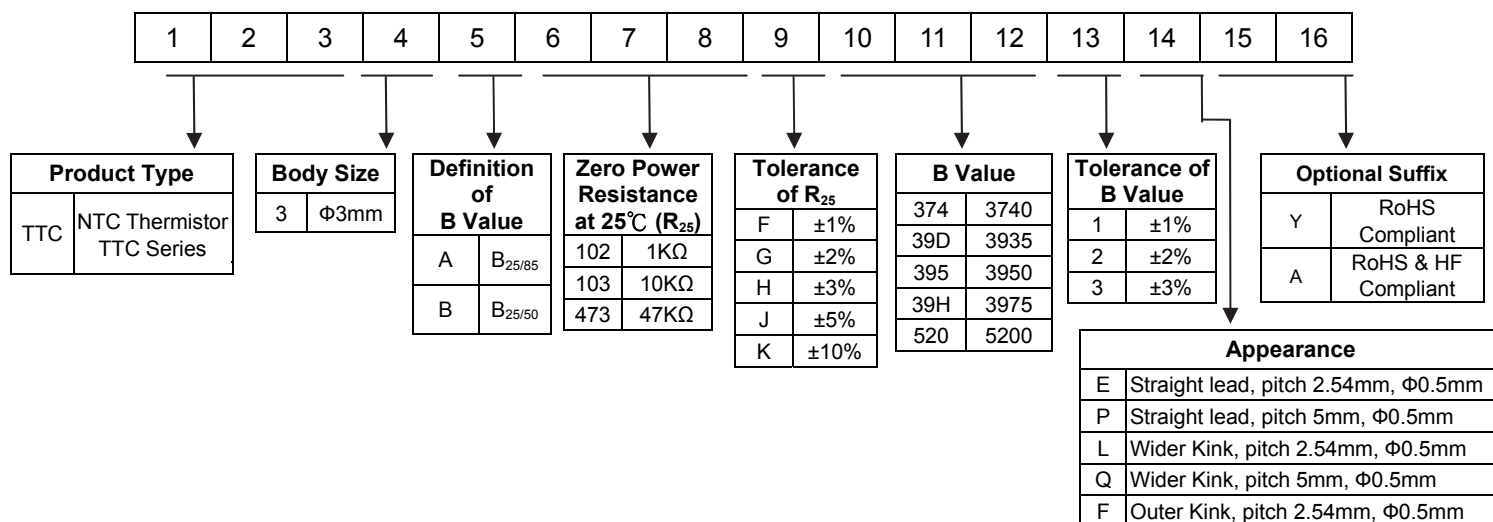 1 2 3 4 5 6 7 8 9 10 11 12 13 14 15 16
Product Type
TTC NTC Thermistor
TTC Series
Body Size
3 Φ3mm
Definition
of
B Value
A B25/85
B B25/50
Zero Power
Resistance
at 25℃ (R25)
102 1KΩ
103 10KΩ
473 47KΩ
Tolerance
of R25
F ±1%
G ±2%
H ±3%
J ±5%
K ±10%
B Value
374 3740
39D 3935
395 3950
39H 3975
520 5200
Tolerance of
B Value
1 ±1%
2 ±2%
3 ±3%
Optional Suffix
Y RoHS
Compliant
A RoHS & HF
Compliant
Appearance
E Straight lead, pitch 2.54mm, Φ0.5mm
P Straight lead, pitch 5mm, Φ0.5mm
L Wider Kink, pitch 2.54mm, Φ0.5mm
Q Wider Kink, pitch 5mm, Φ0.5mm
F Outer Kink, pitch 2.54mm, Φ0.5mm